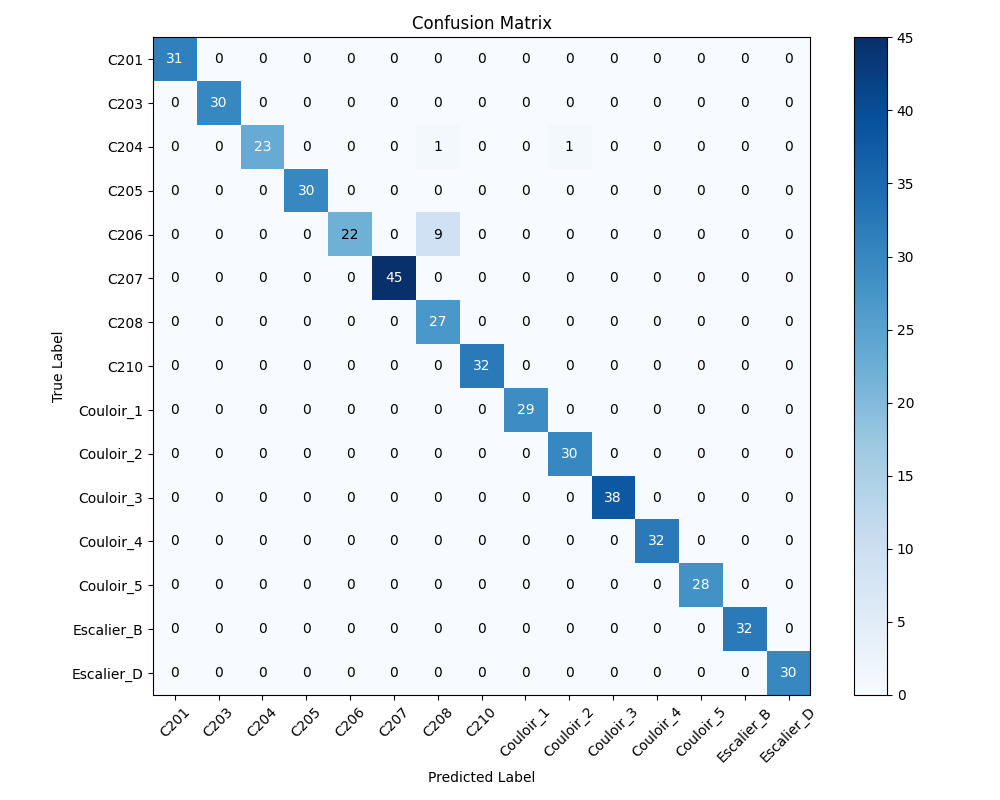 Confusion Matrix
C201 31 0 0 0 0 0 0 0 0 0 0 0 0 0 0
C203 0 30 0 0 0 0 0 0 0 0 0 0 0 0 0
C204 0 0 23 0 0 0 1 0 0 1 0 0 0 0 0
C205 0 0 0 30 0 0 0 0 0 0 0 0 0 0 0
C206 0 0 0 0 22 0 9 0 0 0 0 0 0 0 0
C207 0 0 0 0 0 45 0 0 0 0 0 0 0 0 0
C208 0 0 0 0 0 0 27 0 0 0 0 0 0 0 0
C210 0 0 0 0 0 0 0 32 0 0 0 0 0 0 0
Couloir_1 0 0 0 0 0 0 0 0 29 0 0 0 0 0 0
Couloir_2 0 0 0 0 0 0 0 0 0 30 0 0 0 0 0
Couloir_3 0 0 0 0 0 0 0 0 0 0 38 0 0 0 0
Couloir_4 0 0 0 0 0 0 0 0 0 0 0 32 0 0 0
Couloir_5 0 0 0 0 0 0 0 0 0 0 0 0 28 0 0
Escalier_B 0 0 0 0 0 0 0 0 0 0 0 0 0 32 0
Escalier_D 0 0 0 0 0 0 0 0 0 0 0 0 0 0 30
True Label
C201 C203 C204 C205 C206 C207 C208 C210 Couloir_1 Couloir_2 Couloir_3 Couloir_4 Couloir_5 Escalier_B Escalier_D
Predicted Label
45
40
35
30
25
20
15
10
5
0